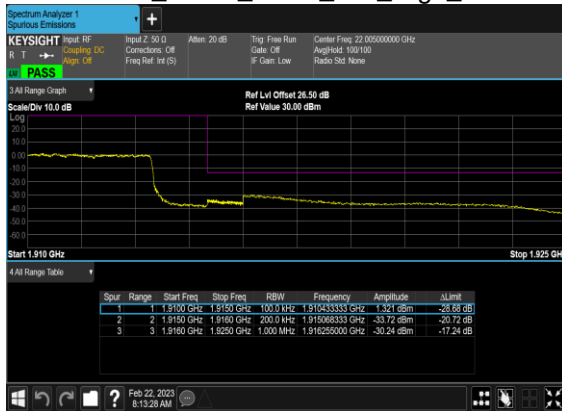 Spectrum Analyzer 1
Spurious Emissions
KEYSIGHT
R T
LXI
PASS
Input: RF
Coupling: DC
Align: Off
Input Z: 50 Ω
Corrections: Off
Freq Ref: Int (S)
Atten: 20 dB
Trig: Free Run
Gate: Off
IF Gain: Low
Center Freq: 22.005000000 GHz
Avg|Hold: 100/100
Radio Std: None
3 All Range Graph
Scale/Div 10.0 dB
Ref Lvl Offset 26.50 dB
Ref Value 30.00 dBm
Log
20.0
10.0
0.00
-10.0
-20.0
-30.0
-40.0
-50.0
-60.0
Start 1.910 GHz
Stop 1.925 GH
4 All Range Table
Spur Range Start Freq Stop Freq RBW Frequency Amplitude ΔLimit
1 1 1.9100 GHz 1.9150 GHz 100.0 kHz 1.910433333 GHz 1.321 dBm -28.68 dB
2 2 1.9150 GHz 1.9160 GHz 200.0 kHz 1.915068333 GHz -33.72 dBm -20.72 dB
3 3 1.9160 GHz 1.9250 GHz 1.000 MHz 1.916255000 GHz -30.24 dBm -17.24 dB
?
Feb 22, 2023
8:13:28 AM